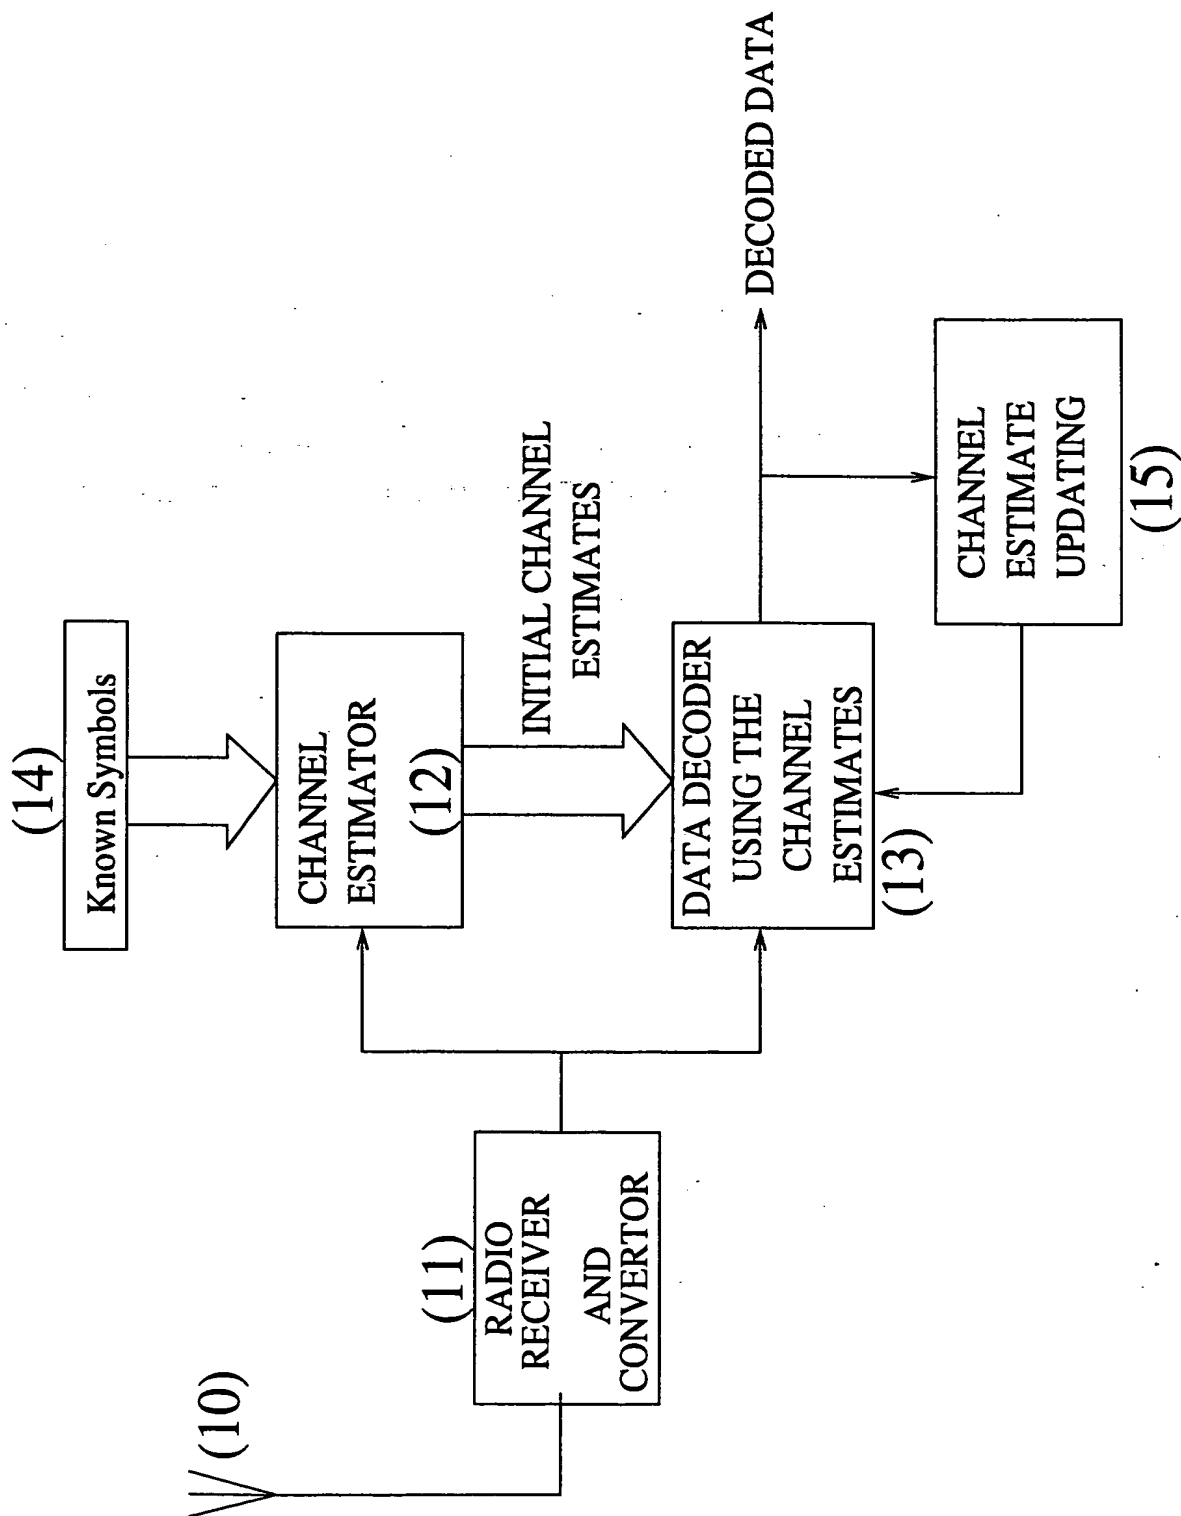 (10)
(11)
RADIO
RECEIVER
AND
CONVERTOR
(14)
Known Symbols
CHANNEL
ESTIMATOR
(12)
INITIAL CHANNEL
ESTIMATES
DATA DECODER
USING THE
CHANNEL
ESTIMATES
(13)
DECODED DATA
CHANNEL
ESTIMATE
UPDATING
(15)